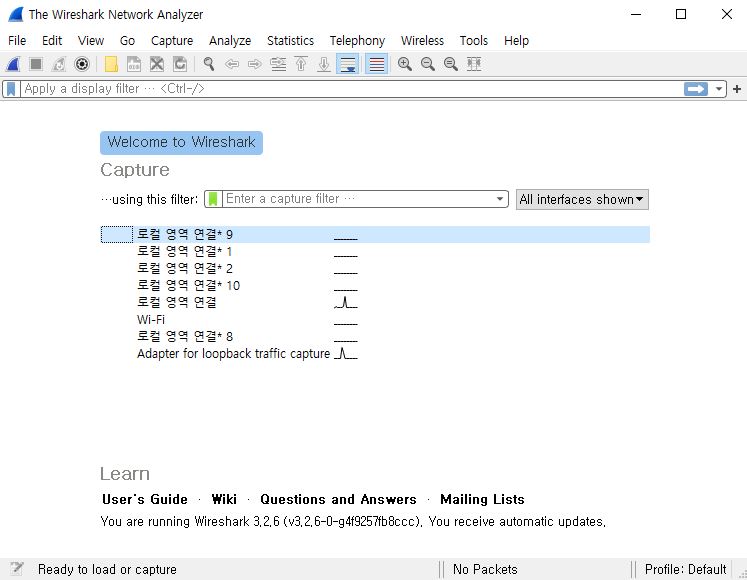 The Wireshark Network Analyzer
File Edit View Go Capture Analyze Statistics Telephony Wireless Tools Help
Apply a display filter ... <Ctrl-/>
Welcome to Wireshark
Capture
...using this filter: Enter a capture filter ... All interfaces shown
로컬 영역 연결* 9
로컬 영역 연결* 1
로컬 영역 연결* 2
로컬 영역 연결* 10
로컬 영역 연결
Wi-Fi
로컬 영역 연결* 8
Adapter for loopback traffic capture
Learn
User's Guide · Wiki · Questions and Answers · Mailing Lists
You are running Wireshark 3.2.6 (v3.2.6-0-g4f9257fb8ccc). You receive automatic updates.
Ready to load or capture No Packets Profile: Default